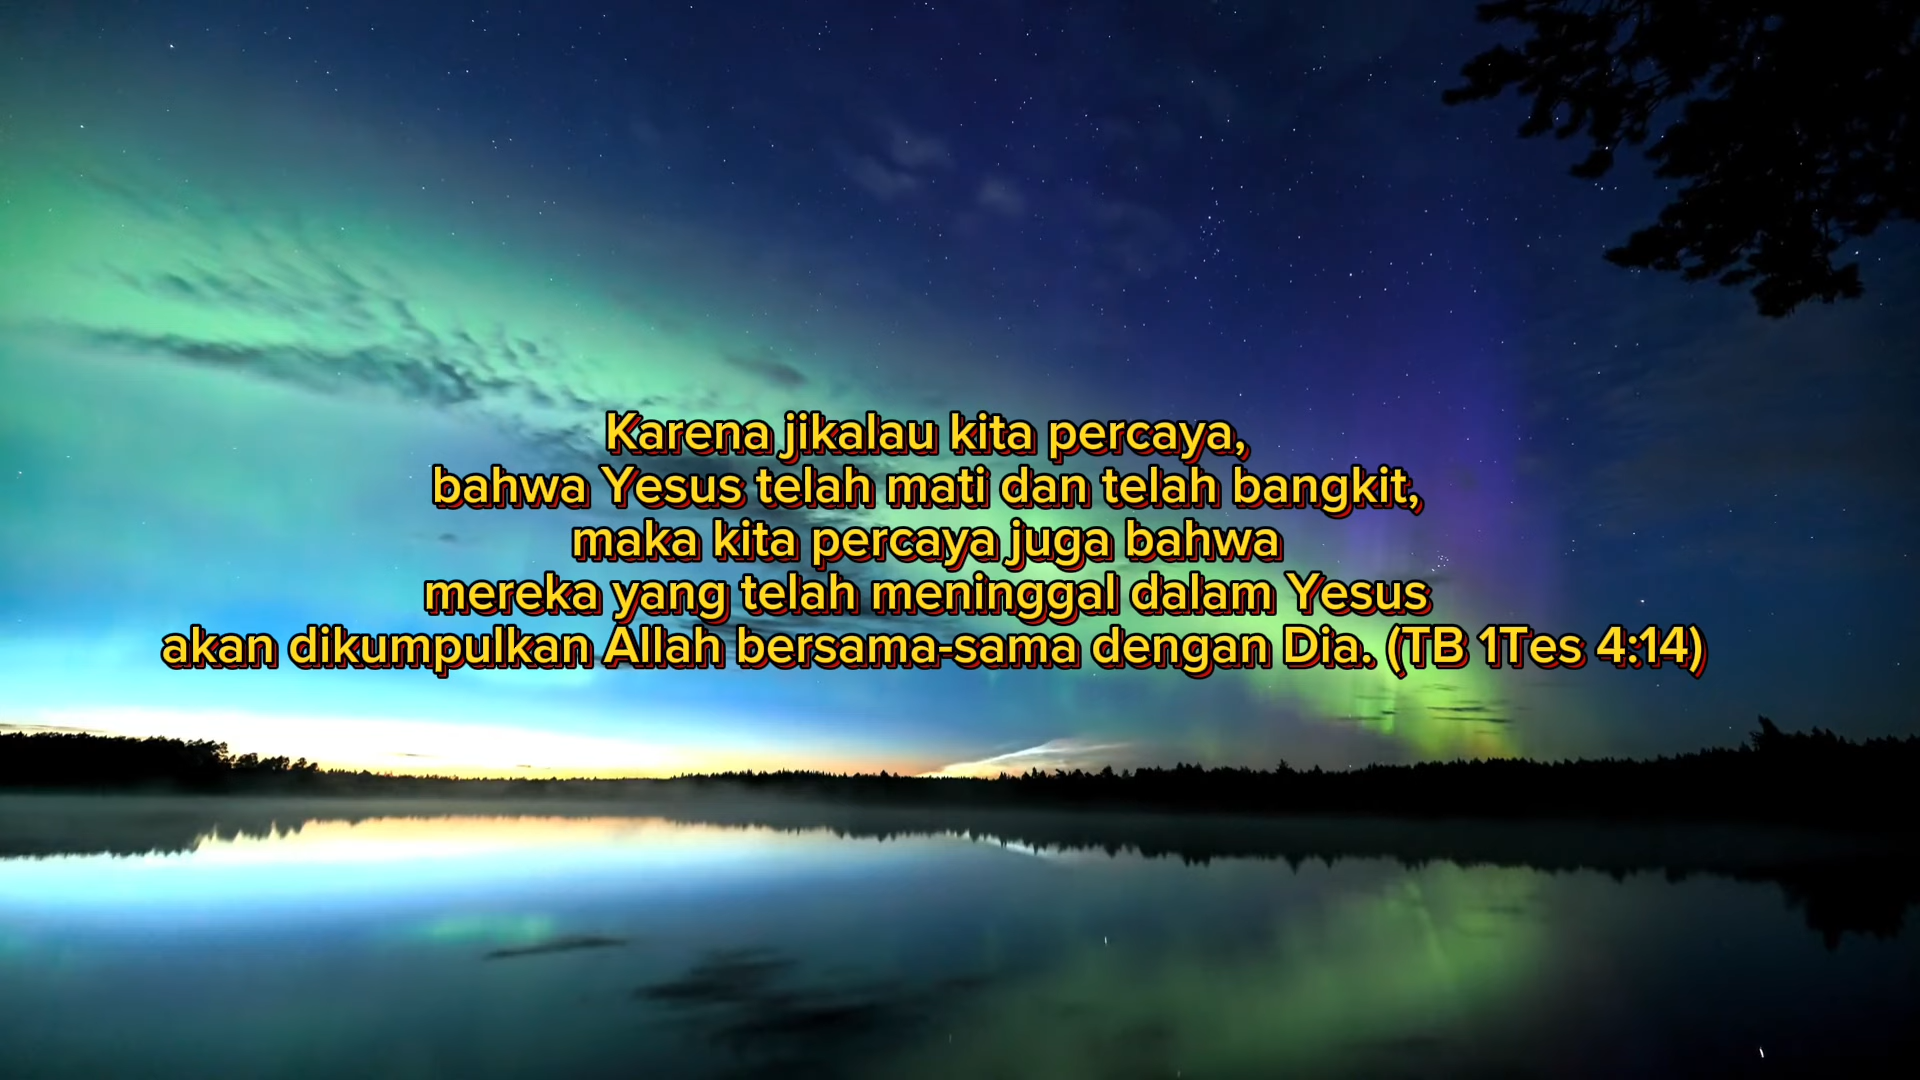 Karena jikalau kita percaya,
bahwa Yesus telah mati dan telah bangkit,
maka kita percaya juga bahwa
mereka yang telah meninggal dalam Yesus
akan dikumpulkan Allah bersama-sama dengan Dia. (TB 1Tes 4:14)